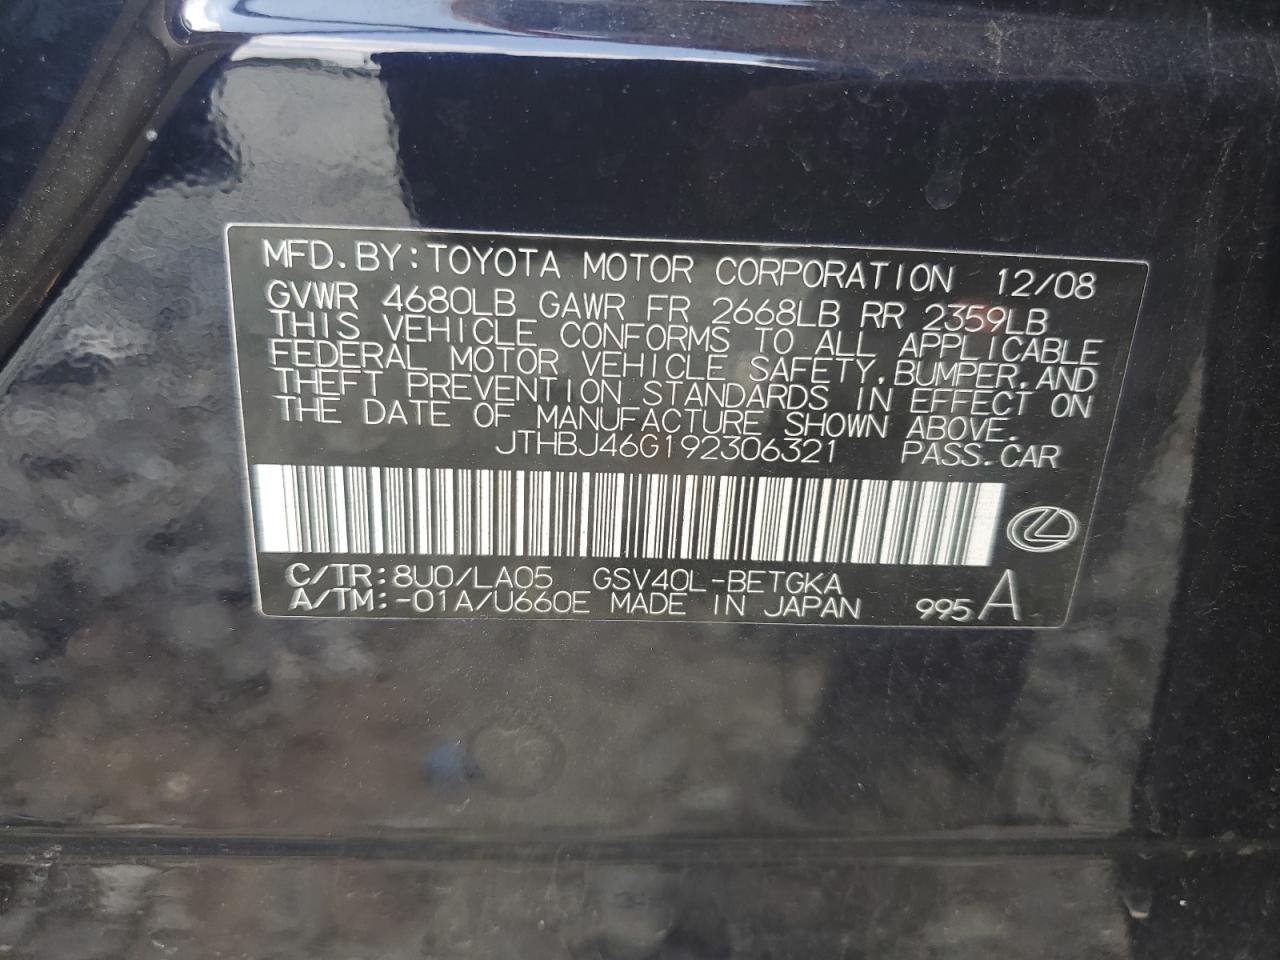 MFD. BY: TOYOTA MOTOR CORPORATION 12/08
GVWR 4680LB GAWR FR 2668LB RR 2359LB
THIS VEHICLE CONFORMS TO ALL APPLICABLE
FEDERAL MOTOR VEHICLE SAFETY, BUMPER, AND
THEFT PREVENTION STANDARDS IN EFFECT ON
THE DATE OF MANUFACTURE SHOWN ABOVE.
JTHBJ46G192306321 PASS. CAR
C/TR: 8U0/LA05 GSV40L-BETGKA
A/TM: -01A/U660E MADE IN JAPAN 995 A